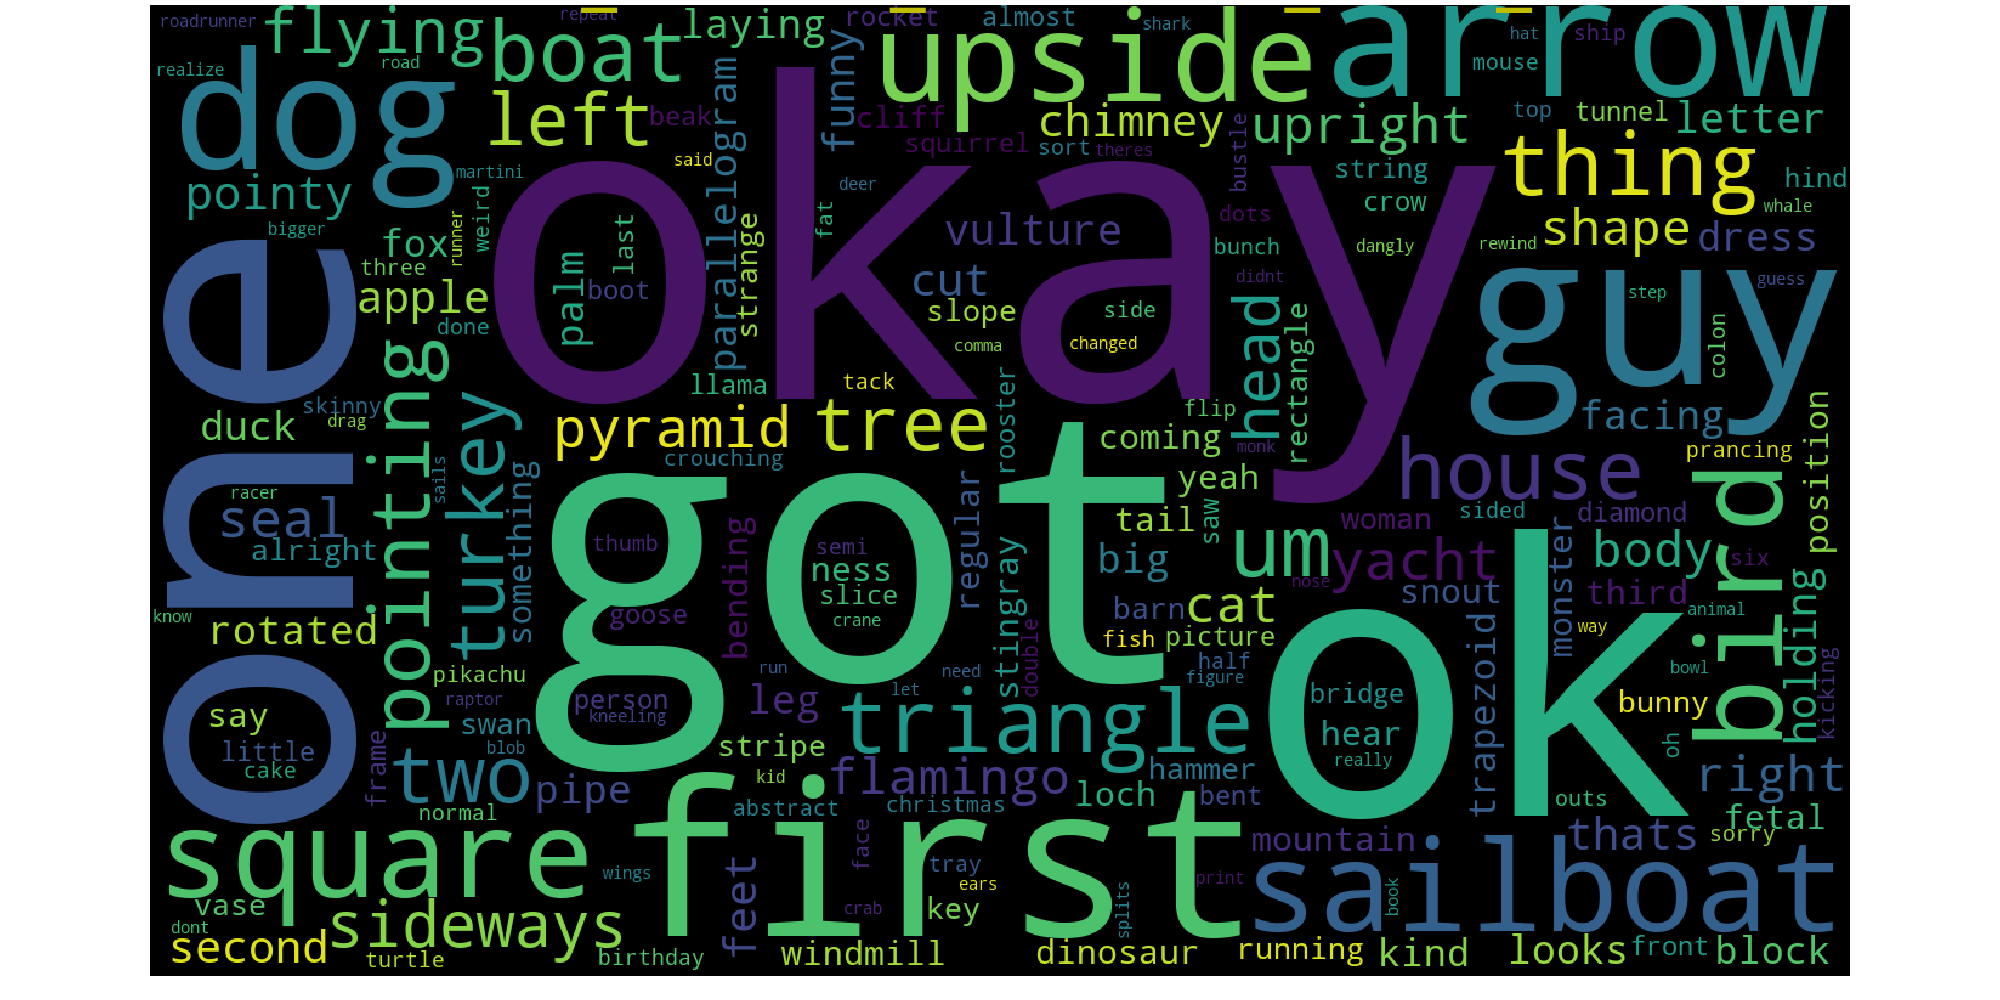 roadrunner
flying
repeat
boat
laying
rocket
almost
upside
shark
arrow
hat
ship
mouse
realize
road
dog
left
beak
parallelogram
funny
cliff
chimney
upright
top
tunnel
letter
squirrel
sort
theres
bustle
thing
said
martini
pointy
okay
string
hind
deer
crow
whale
bigger
fox
runner
weird
last
strange
fat
vulture
dots
bunch
dangly
rewind
shape
dress
one
three
palm
boot
cut
didnt
guy
step
guess
apple
done
slope
side
head
rectangle
colon
comma
changed
pointing
llama
tack
skinny
drag
duck
turkey
pyramid
tree
rooster
flip
coming
monk
facing
position
prancing
crouching
got
yeah
house
bird
racer
sails
seal
something
regular
tail
saw
woman
sided
diamond
alright
bending
thumb
semi
ness
stingray
big
um
yacht
monster
body
six
slice
snout
third
know
rotated
goose
crane
double
barn
cat
nose
ok
animal
holding
kicking
fish
picture
way
pikachu
run
need
half
figure
bowl
raptor
person
leg
let
bridge
trapezoid
bunny
say
swan
kneeling
triangle
hear
oh
little
frame
blob
stripe
really
cake
two
pipe
kid
flamingo
hammer
right
loch
bent
outs
normal
abstract
christmas
fetal
square
first
face
mountain
thats
sorry
sailboat
feet
wings
tray
ears
print
book
vase
crab
key
splits
dont
sideways
second
turtle
birthday
windmill
dinosaur
running
kind
looks
front
block